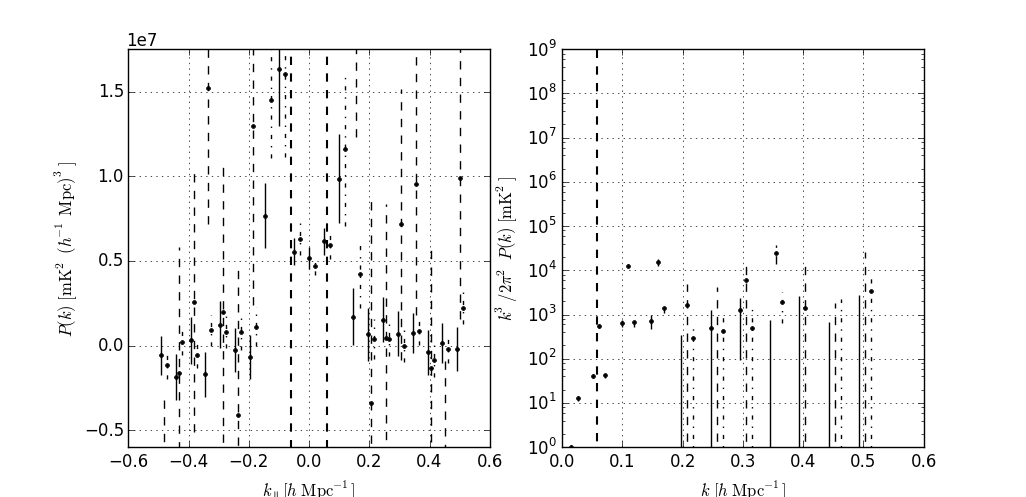 1e7
1.5
1.0
0.5
0.0
−0.5
−0.6 −0.4 −0.2 0.0 0.2 0.4 0.6
P(k) [mK² (h⁻¹ Mpc)³ ]
k∥ [h Mpc⁻¹]
10⁹
10⁸
10⁷
10⁶
10⁵
10⁴
10³
10²
10¹
10⁰
0.0 0.1 0.2 0.3 0.4 0.5 0.6
k³ /2π² P(k) [mK² ]
k [h Mpc⁻¹]